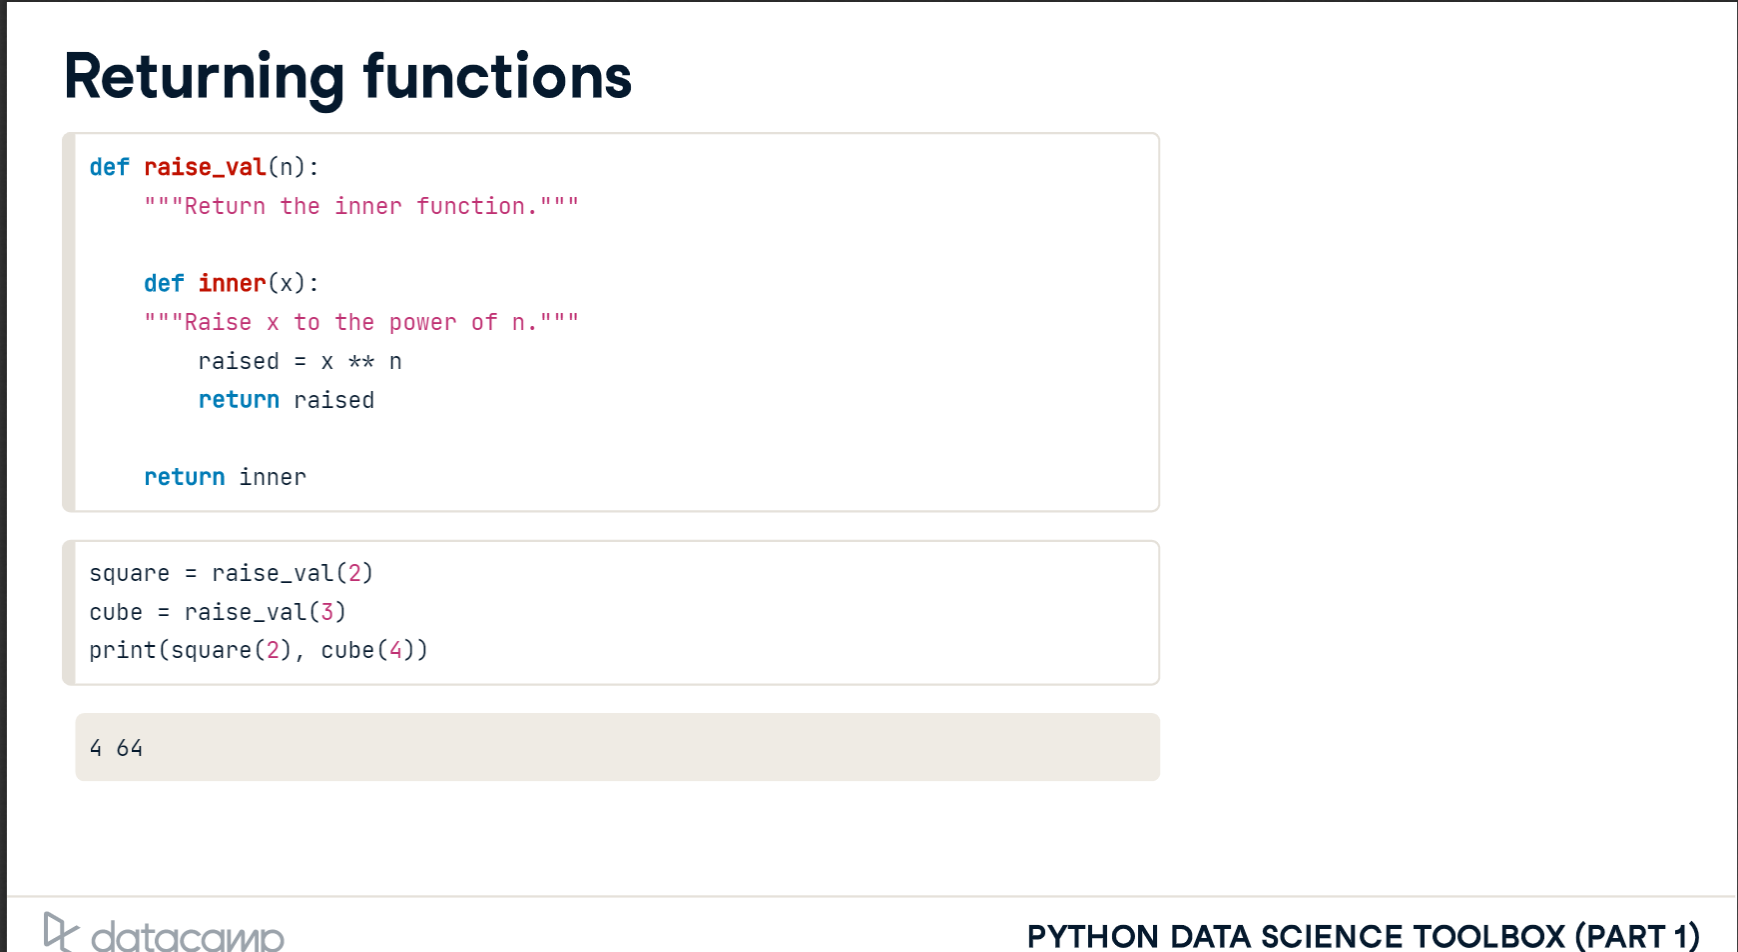 Returning functions
def raise_val(n):
    """Return the inner function."""
    def inner(x):
    """Raise x to the power of n."""
        raised = x ** n
        return raised
    return inner
square = raise_val(2)
cube = raise_val(3)
print(square(2), cube(4))
4 64
datacamp
PYTHON DATA SCIENCE TOOLBOX (PART 1)